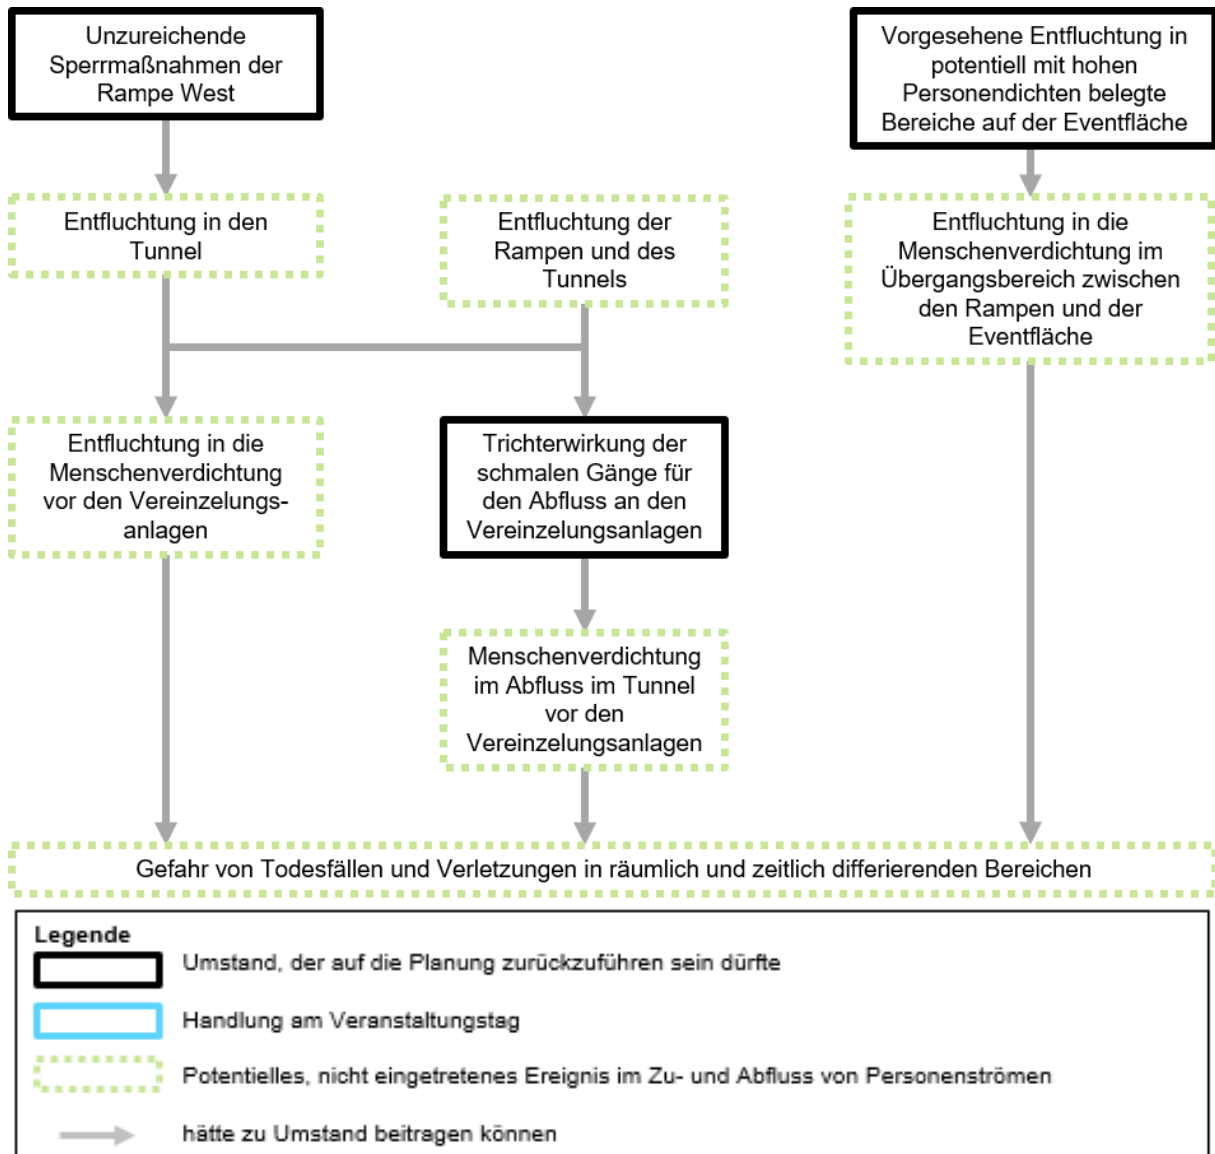 Unzureichende
Sperrmaßnahmen der
Rampe West
Vorgesehene Entfluchtung in
potentiell mit hohen
Personendichten belegte
Bereiche auf der Eventfläche
Entfluchtung in den
Tunnel
Entfluchtung der
Rampen und des
Tunnels
Entfluchtung in die
Menschenverdichtung im
Übergangsbereich zwischen
den Rampen und der
Eventfläche
Entfluchtung in die
Menschenverdichtung
vor den Vereinzelungs-
anlagen
Trichterwirkung der
schmalen Gänge für
den Abfluss an den
Vereinzelungsanlagen
Menschenverdichtung
im Abfluss im Tunnel
vor den
Vereinzelungsanlagen
Gefahr von Todesfällen und Verletzungen in räumlich und zeitlich differierenden Bereichen
Legende
Umstand, der auf die Planung zurückzuführen sein dürfte
Handlung am Veranstaltungstag
Potentielles, nicht eingetretenes Ereignis im Zu- und Abfluss von Personenströmen
hätte zu Umstand beitragen können